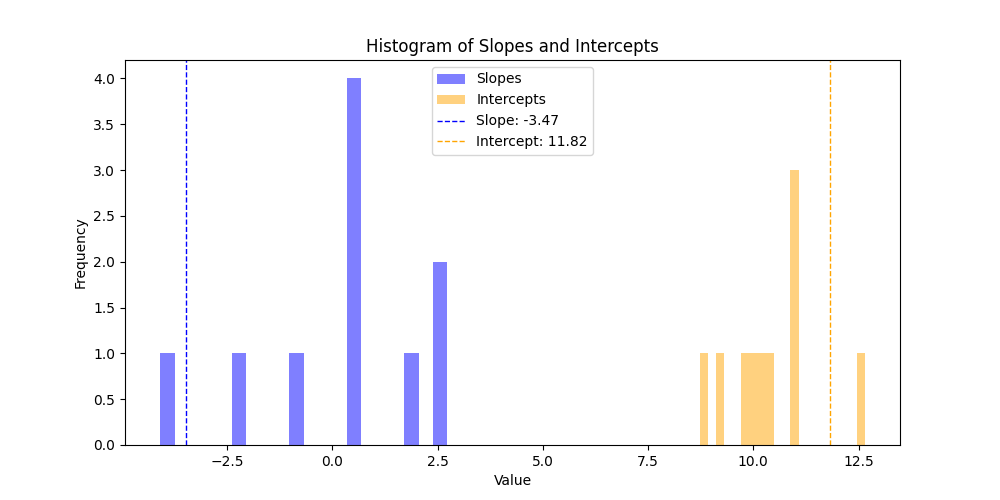 Histogram of Slopes and Intercepts
Slopes
Intercepts
Slope: -3.47
Intercept: 11.82
Frequency
4.0
3.5
3.0
2.5
2.0
1.5
1.0
0.5
0.0
−2.5
0.0
2.5
5.0
7.5
10.0
12.5
Value